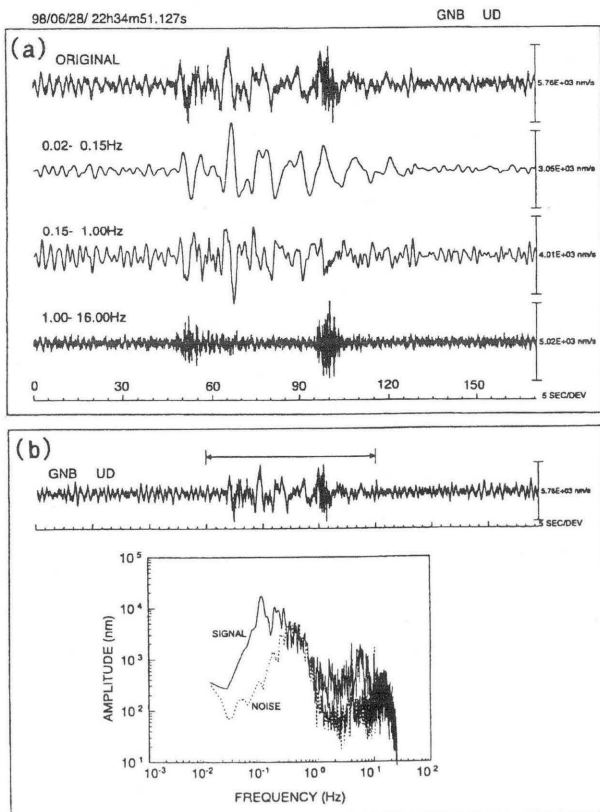 98/06/28/ 22h34m51.127s GNB UD
(a)
ORIGINAL
5.76E+03 nm/s
0.02- 0.15Hz
3.05E+03 nm/s
0.15- 1.00Hz
4.01E+03 nm/s
1.00- 16.00Hz
5.02E+03 nm/s
0 30 60 90 120 150
5 SEC/DEV
(b)
GNB UD
5.76E+03 nm/s
5 SEC/DEV
10^5
10^4
10^3
10^2
10^1
AMPLITUDE (nm)
SIGNAL
NOISE
10^-3 10^-2 10^-1 10^0 10^1 10^2
FREQUENCY (Hz)